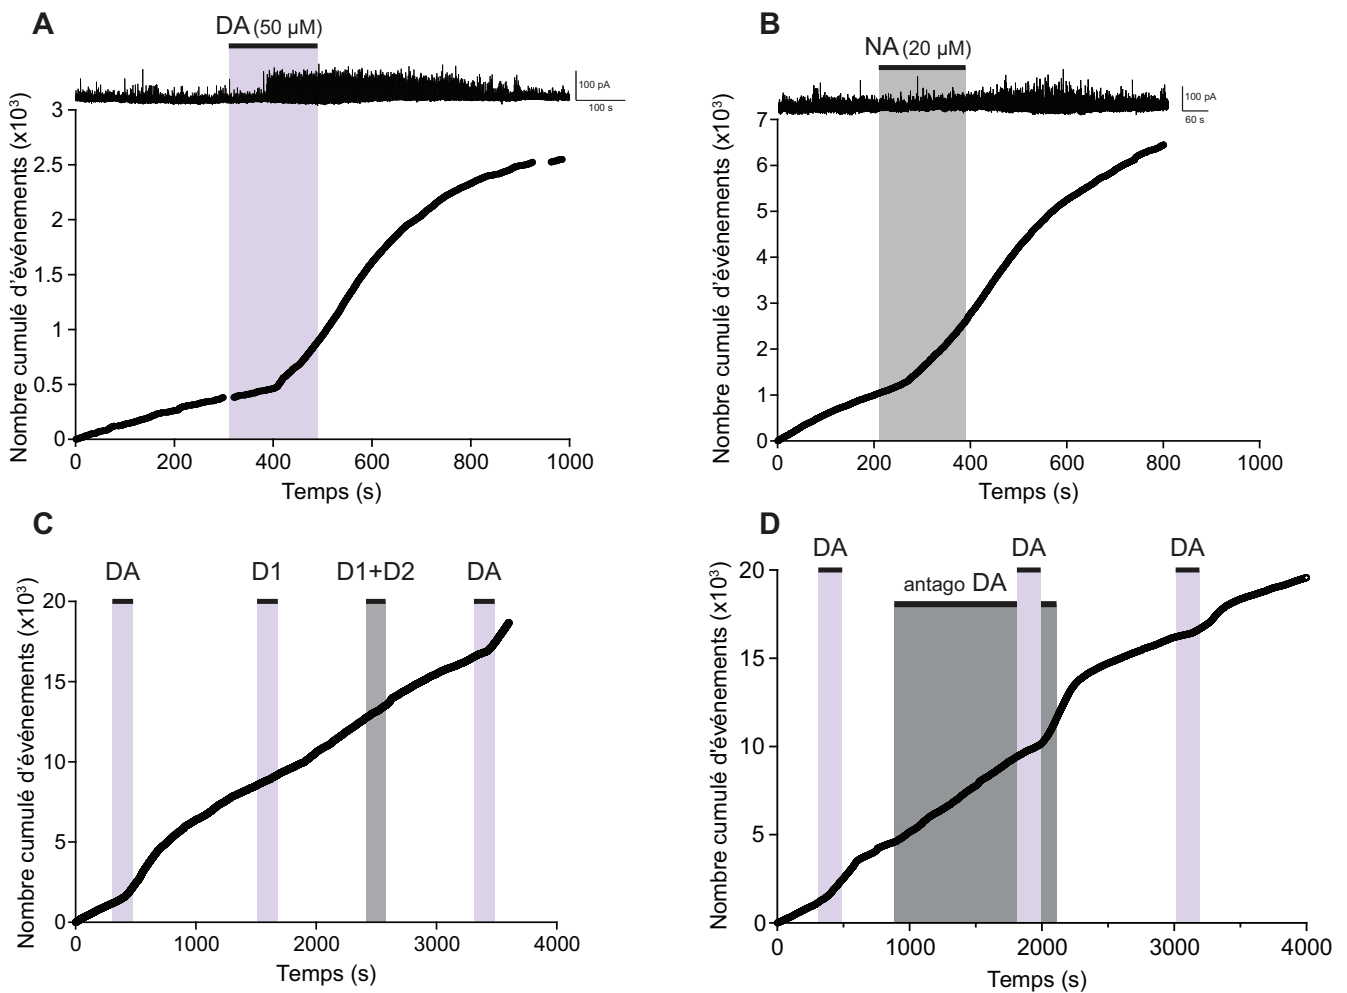 A
DA (50 µM)
100 pA
100 s
Nombre cumulé d'événements (x10³)
3
2.5
2
1.5
1
0.5
0
0 200 400 600 800 1000
Temps (s)
B
NA (20 µM)
100 pA
60 s
Nombre cumulé d'événements (x10³)
7
6
5
4
3
2
1
0
0 200 400 600 800 1000
Temps (s)
C
DA D1 D1+D2 DA
Nombre cumulé d'événements (x10³)
20
15
10
5
0
0 1000 2000 3000 4000
Temps (s)
D
DA DA DA
antago DA
Nombre cumulé d'événements (x10³)
20
15
10
5
0
0 1000 2000 3000 4000
Temps (s)